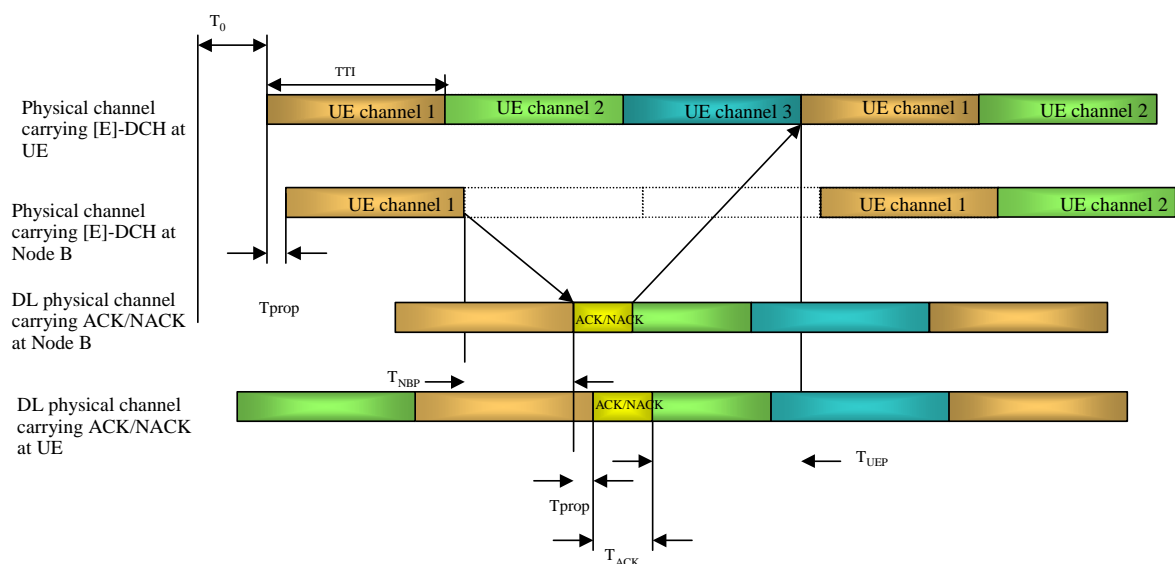 T0
TTI
Physical channel
carrying [E]-DCH at
UE
UE channel 1
UE channel 2
UE channel 3
UE channel 1
UE channel 2
Physical channel
carrying [E]-DCH at
Node B
UE channel 1
UE channel 1
UE channel 2
Tprop
DL physical channel
carrying ACK/NACK
at Node B
ACK/NACK
TNBP
DL physical channel
carrying ACK/NACK
at UE
ACK/NACK
TUEP
Tprop
TACK